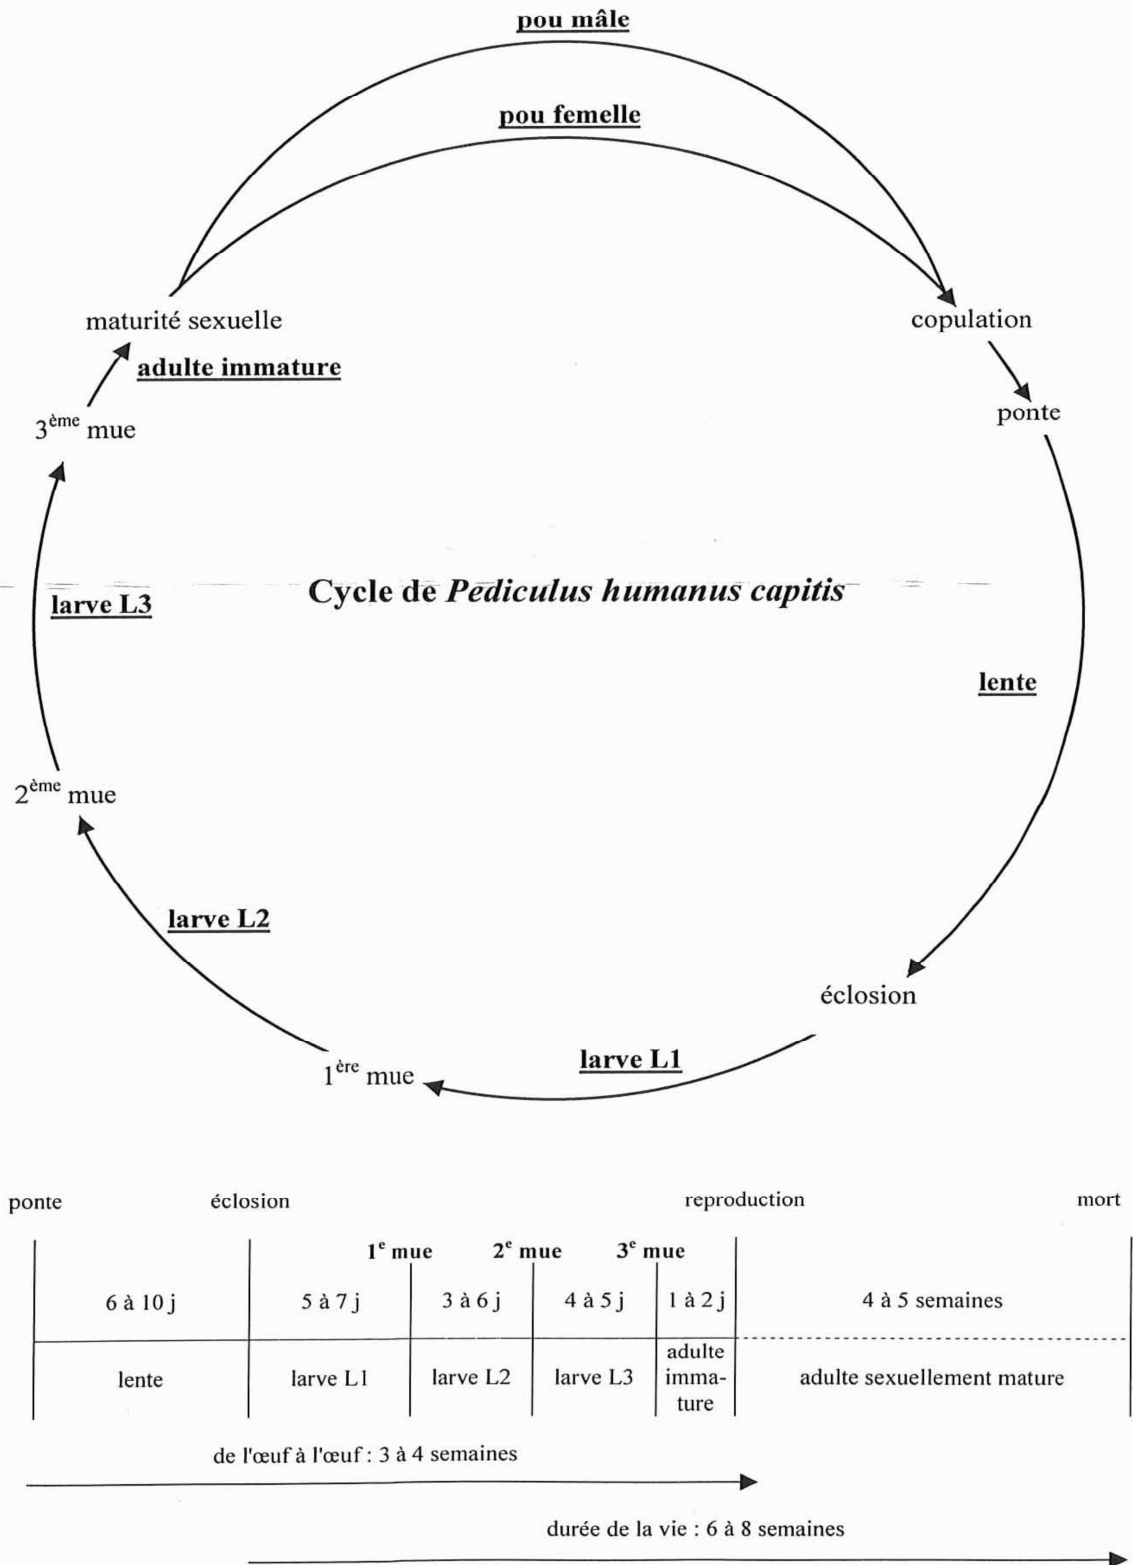 pou mâle
pou femelle
maturité sexuelle
copulation
adulte immature
ponte
3ème mue
Cycle de Pediculus humanus capitis
larve L3
lente
2ème mue
larve L2
éclosion
larve L1
1ère mue
ponte éclosion reproduction mort
1e mue 2e mue 3e mue
6 à 10 j 5 à 7 j 3 à 6 j 4 à 5 j 1 à 2 j 4 à 5 semaines
lente larve L1 larve L2 larve L3 adulte sexuellement mature
adulte
imma-
ture
de l'œuf à l'œuf : 3 à 4 semaines
durée de la vie : 6 à 8 semaines